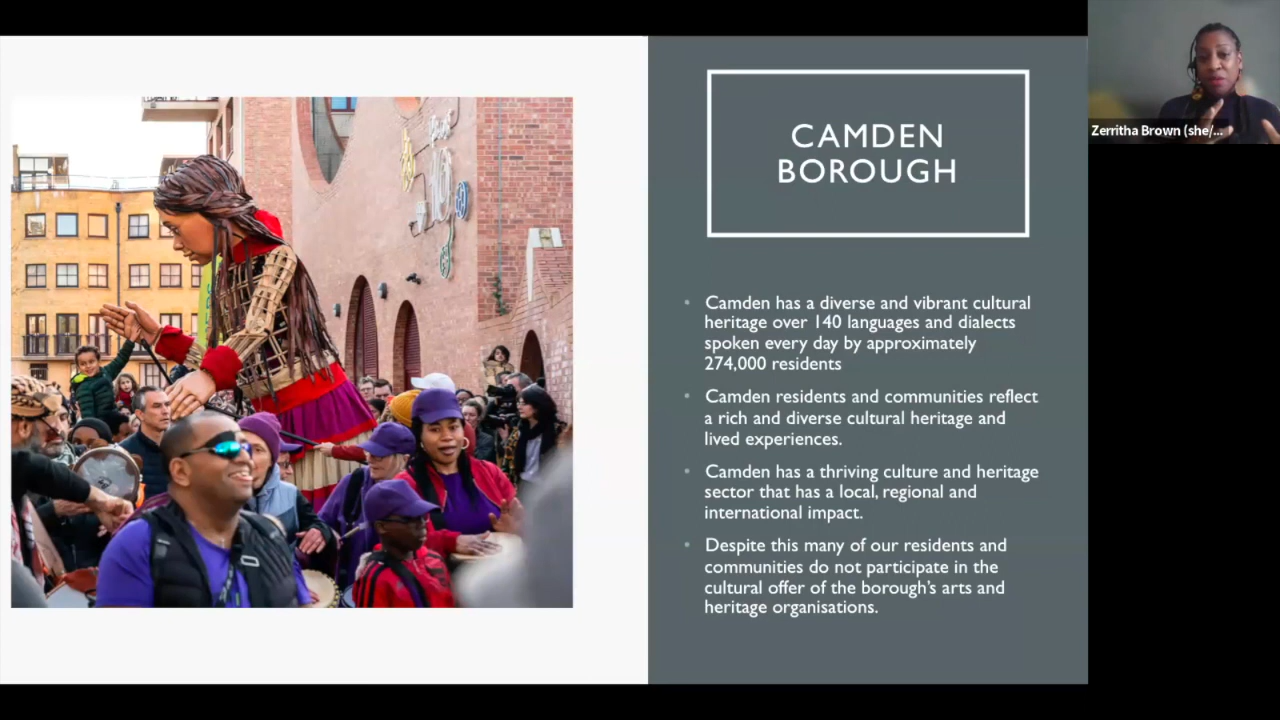 CAMDEN
BOROUGH
Zerritha Brown (she/...
Camden has a diverse and vibrant cultural
heritage over 140 languages and dialects
spoken every day by approximately
274,000 residents
Camden residents and communities reflect
a rich and diverse cultural heritage and
lived experiences.
Camden has a thriving culture and heritage
sector that has a local, regional and
international impact.
Despite this many of our residents and
communities do not participate in the
cultural offer of the borough's arts and
heritage organisations.